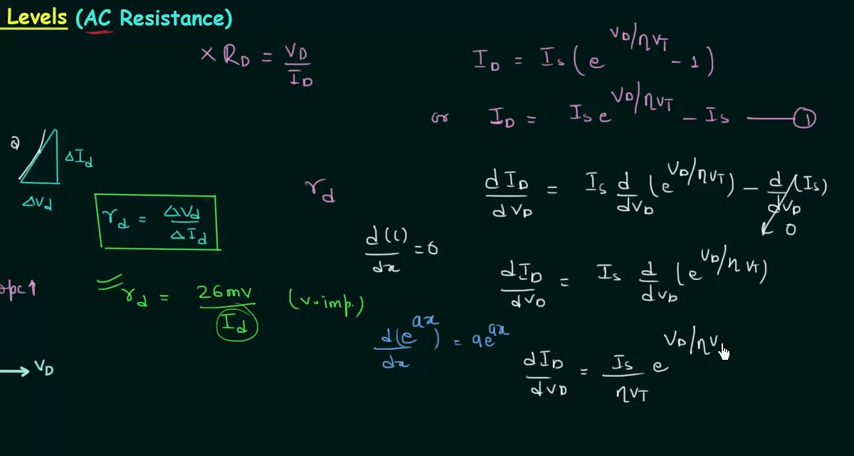 Levels (AC Resistance)
× R_D = V_D / I_D
I_D = I_s (e^{V_D/ηV_T} - 1)
or I_D = I_s e^{V_D/ηV_T} - I_s —— ①
ΔI_d
ΔV_d
r_d
r_d = ΔV_d / ΔI_d
dI_D / dV_D = I_s d/dV_D (e^{V_D/ηV_T}) - d/dV_D (I_s)
0
d(c)/dx = 0
dI_D / dV_D = I_s d/dV_D (e^{V_D/ηV_T})
r_d = 26mv / I_d (v.imp.)
d(e^{ax})/dx = ae^{ax}
dI_D / dV_D = I_s/ηV_T e^{V_D/ηV
V_D